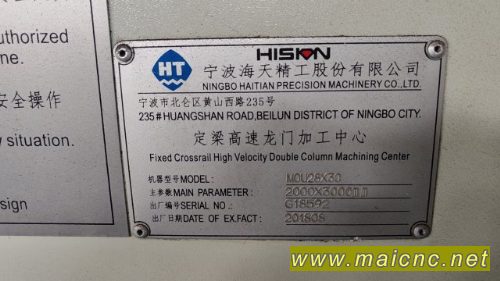 uthorized
ne.
安全操作
y situation.
sign
HT
HISION
宁波海天精工股份有限公司
NINGBO HAITIAN PRECISION MACHINERY CO.,LTD.
宁波市北仑区黄山西路235号
235#HUANGSHAN ROAD,BEILUN DISTRICT OF NINGBO CITY.
定梁高速龙门加工中心
Fixed Crossrail High Velocity Double Column Machining Center
机器型号MODEL:
主参数MAIN PARAMETER: 2000X3000mm
出厂编号SERIAL NO.: G18592
出厂日期DATE OF EX.FACT: 201808
www.maicnc.net